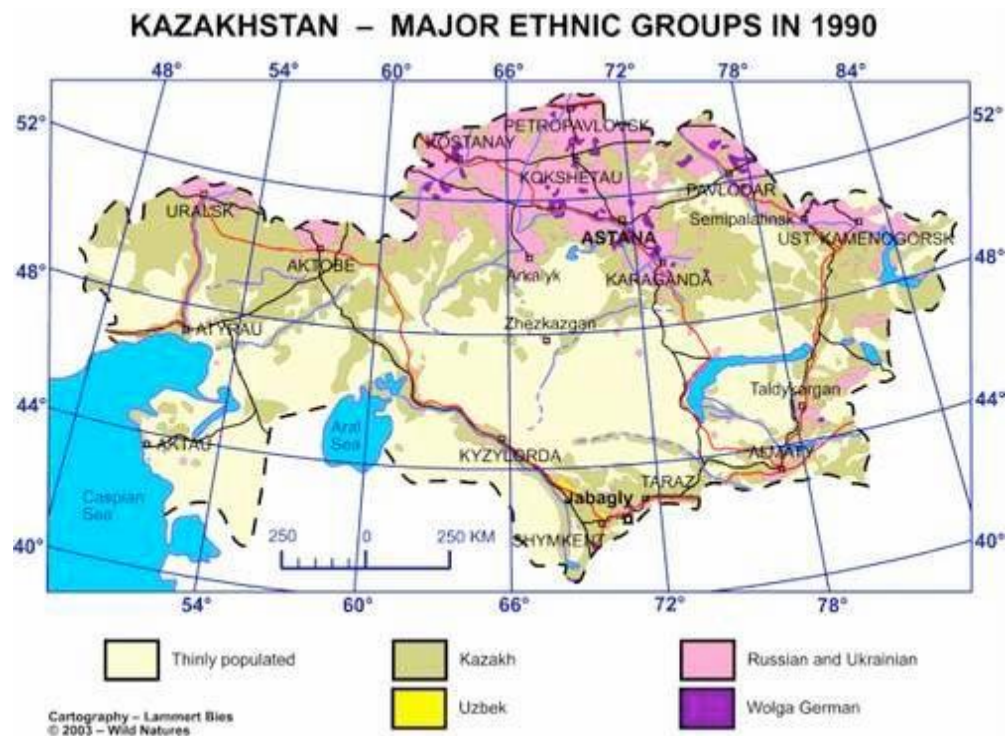 KAZAKHSTAN – MAJOR ETHNIC GROUPS IN 1990
48° 54° 60° 66° 72° 78° 84°
52° 52°
PETROPAVLOVSK
KOSTANAY
KOKSHETAU
PAVLODAR
URALSK
Semipalatinsk
ASTANA
UST' KAMENOGORSK
48° 48°
AKTOBE
Arkalyk
KARAGANDA
ATYRAU
Zhezkazgan
Taldykorgan
44° 44°
AKTAU
Aral
Sea
KYZYLORDA
ALMATY
TARAZ
Jabagly
Caspian
Sea
SHYMKENT
250 0 250 KM
40° 40°
54° 60° 66° 72° 78°
Thinly populated
Kazakh
Russian and Ukrainian
Uzbek
Wolga German
Cartography – Lammert Bies
© 2003 – Wild Natures